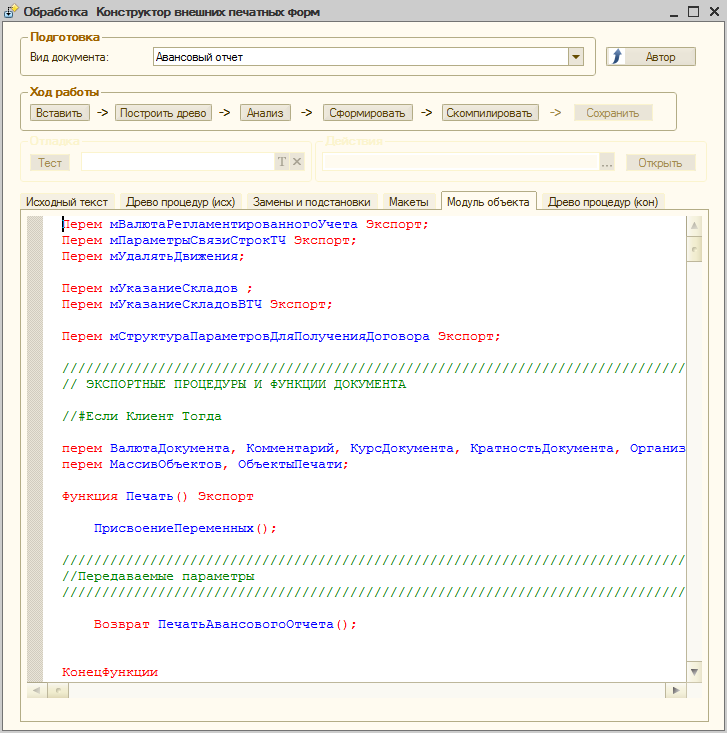 Обработка  Конструктор внешних печатных форм
Подготовка
Вид документа: Авансовый отчет Автор
Ход работы
Вставить -> Построить древо -> Анализ -> Сформировать -> Скомпилировать -> Сохранить
Отладка Действия
Тест T ... Открыть
Исходный текст Древо процедур (исх) Замены и подстановки Макеты Модуль объекта Древо процедур (кон)
Перем мВалютаРегламентированногоУчета Экспорт;
Перем мПараметрыСвязиСтрокТЧ Экспорт;
Перем мУдалятьДвижения;
Перем мУказаниеСкладов ;
Перем мУказаниеСкладовВТЧ Экспорт;
Перем мСтруктураПараметровДляПолученияДоговора Экспорт;
//////////////////////////////////////////////////////////////////////////////
// ЭКСПОРТНЫЕ ПРОЦЕДУРЫ И ФУНКЦИИ ДОКУМЕНТА
//#Если Клиент Тогда
перем ВалютаДокумента, Комментарий, КурсДокумента, КратностьДокумента, Организ
перем МассивОбъектов, ОбъектыПечати;
Функция Печать() Экспорт
ПрисвоениеПеременных();
//////////////////////////////////////////////////////////////////////////////
//Передаваемые параметры
//////////////////////////////////////////////////////////////////////////////
Возврат ПечатьАвансовогоОтчета();
КонецФункции